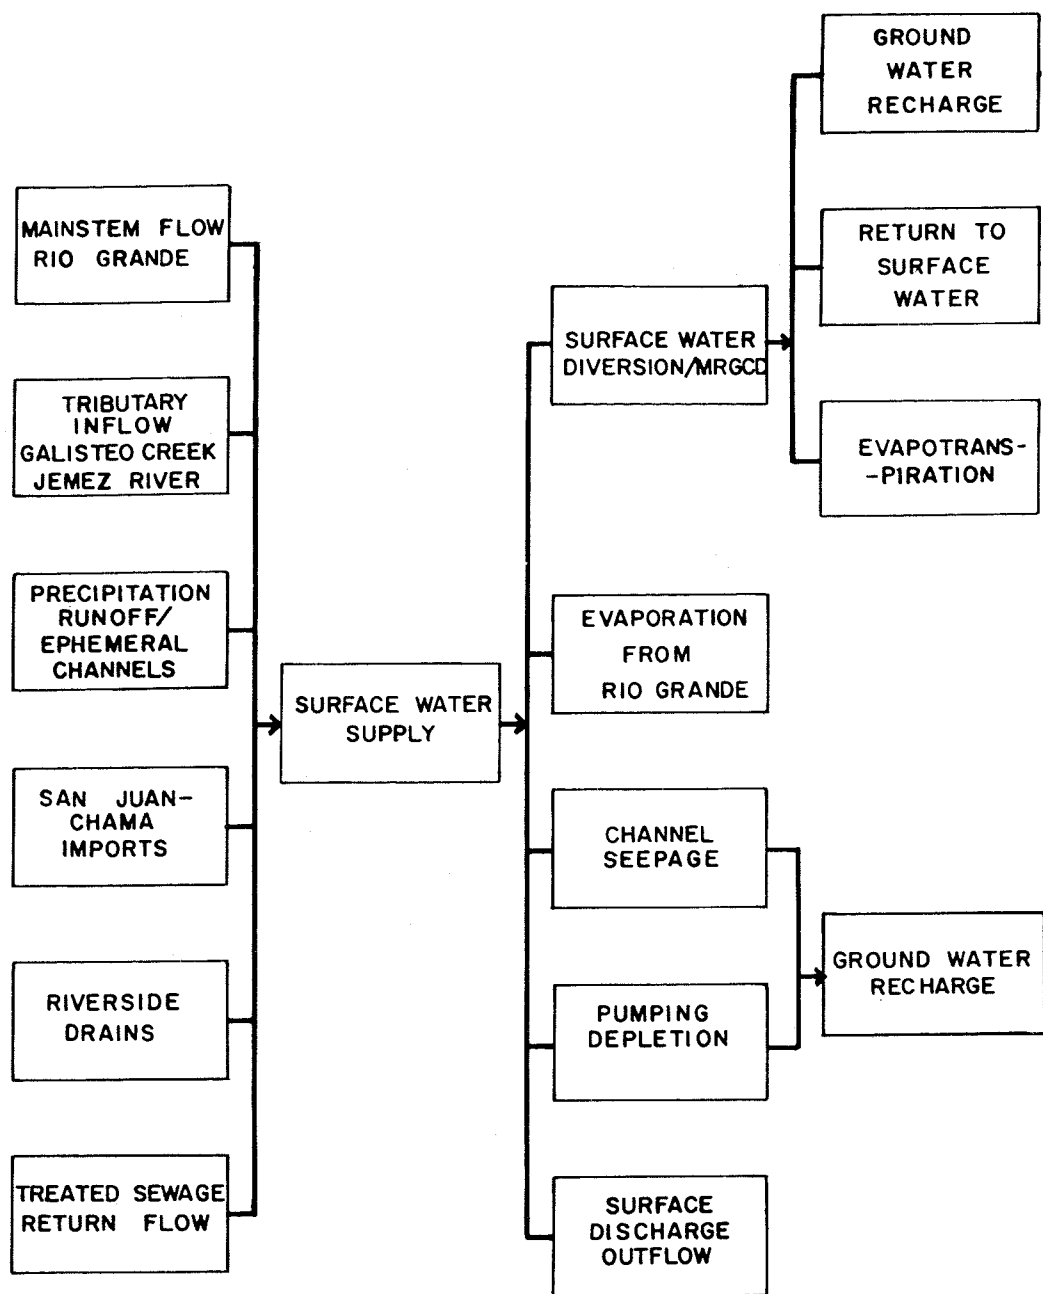 GROUND
WATER
RECHARGE
MAINSTEM FLOW
RIO GRANDE
RETURN TO
SURFACE
WATER
SURFACE WATER
DIVERSION/MRGCD
TRIBUTARY
INFLOW
GALISTEO CREEK
JEMEZ RIVER
EVAPOTRANS-
-PIRATION
PRECIPITATION
RUNOFF/
EPHEMERAL
CHANNELS
EVAPORATION
FROM
RIO GRANDE
SURFACE WATER
SUPPLY
SAN JUAN-
CHAMA
IMPORTS
CHANNEL
SEEPAGE
GROUND WATER
RECHARGE
RIVERSIDE
DRAINS
PUMPING
DEPLETION
TREATED SEWAGE
RETURN FLOW
SURFACE
DISCHARGE
OUTFLOW